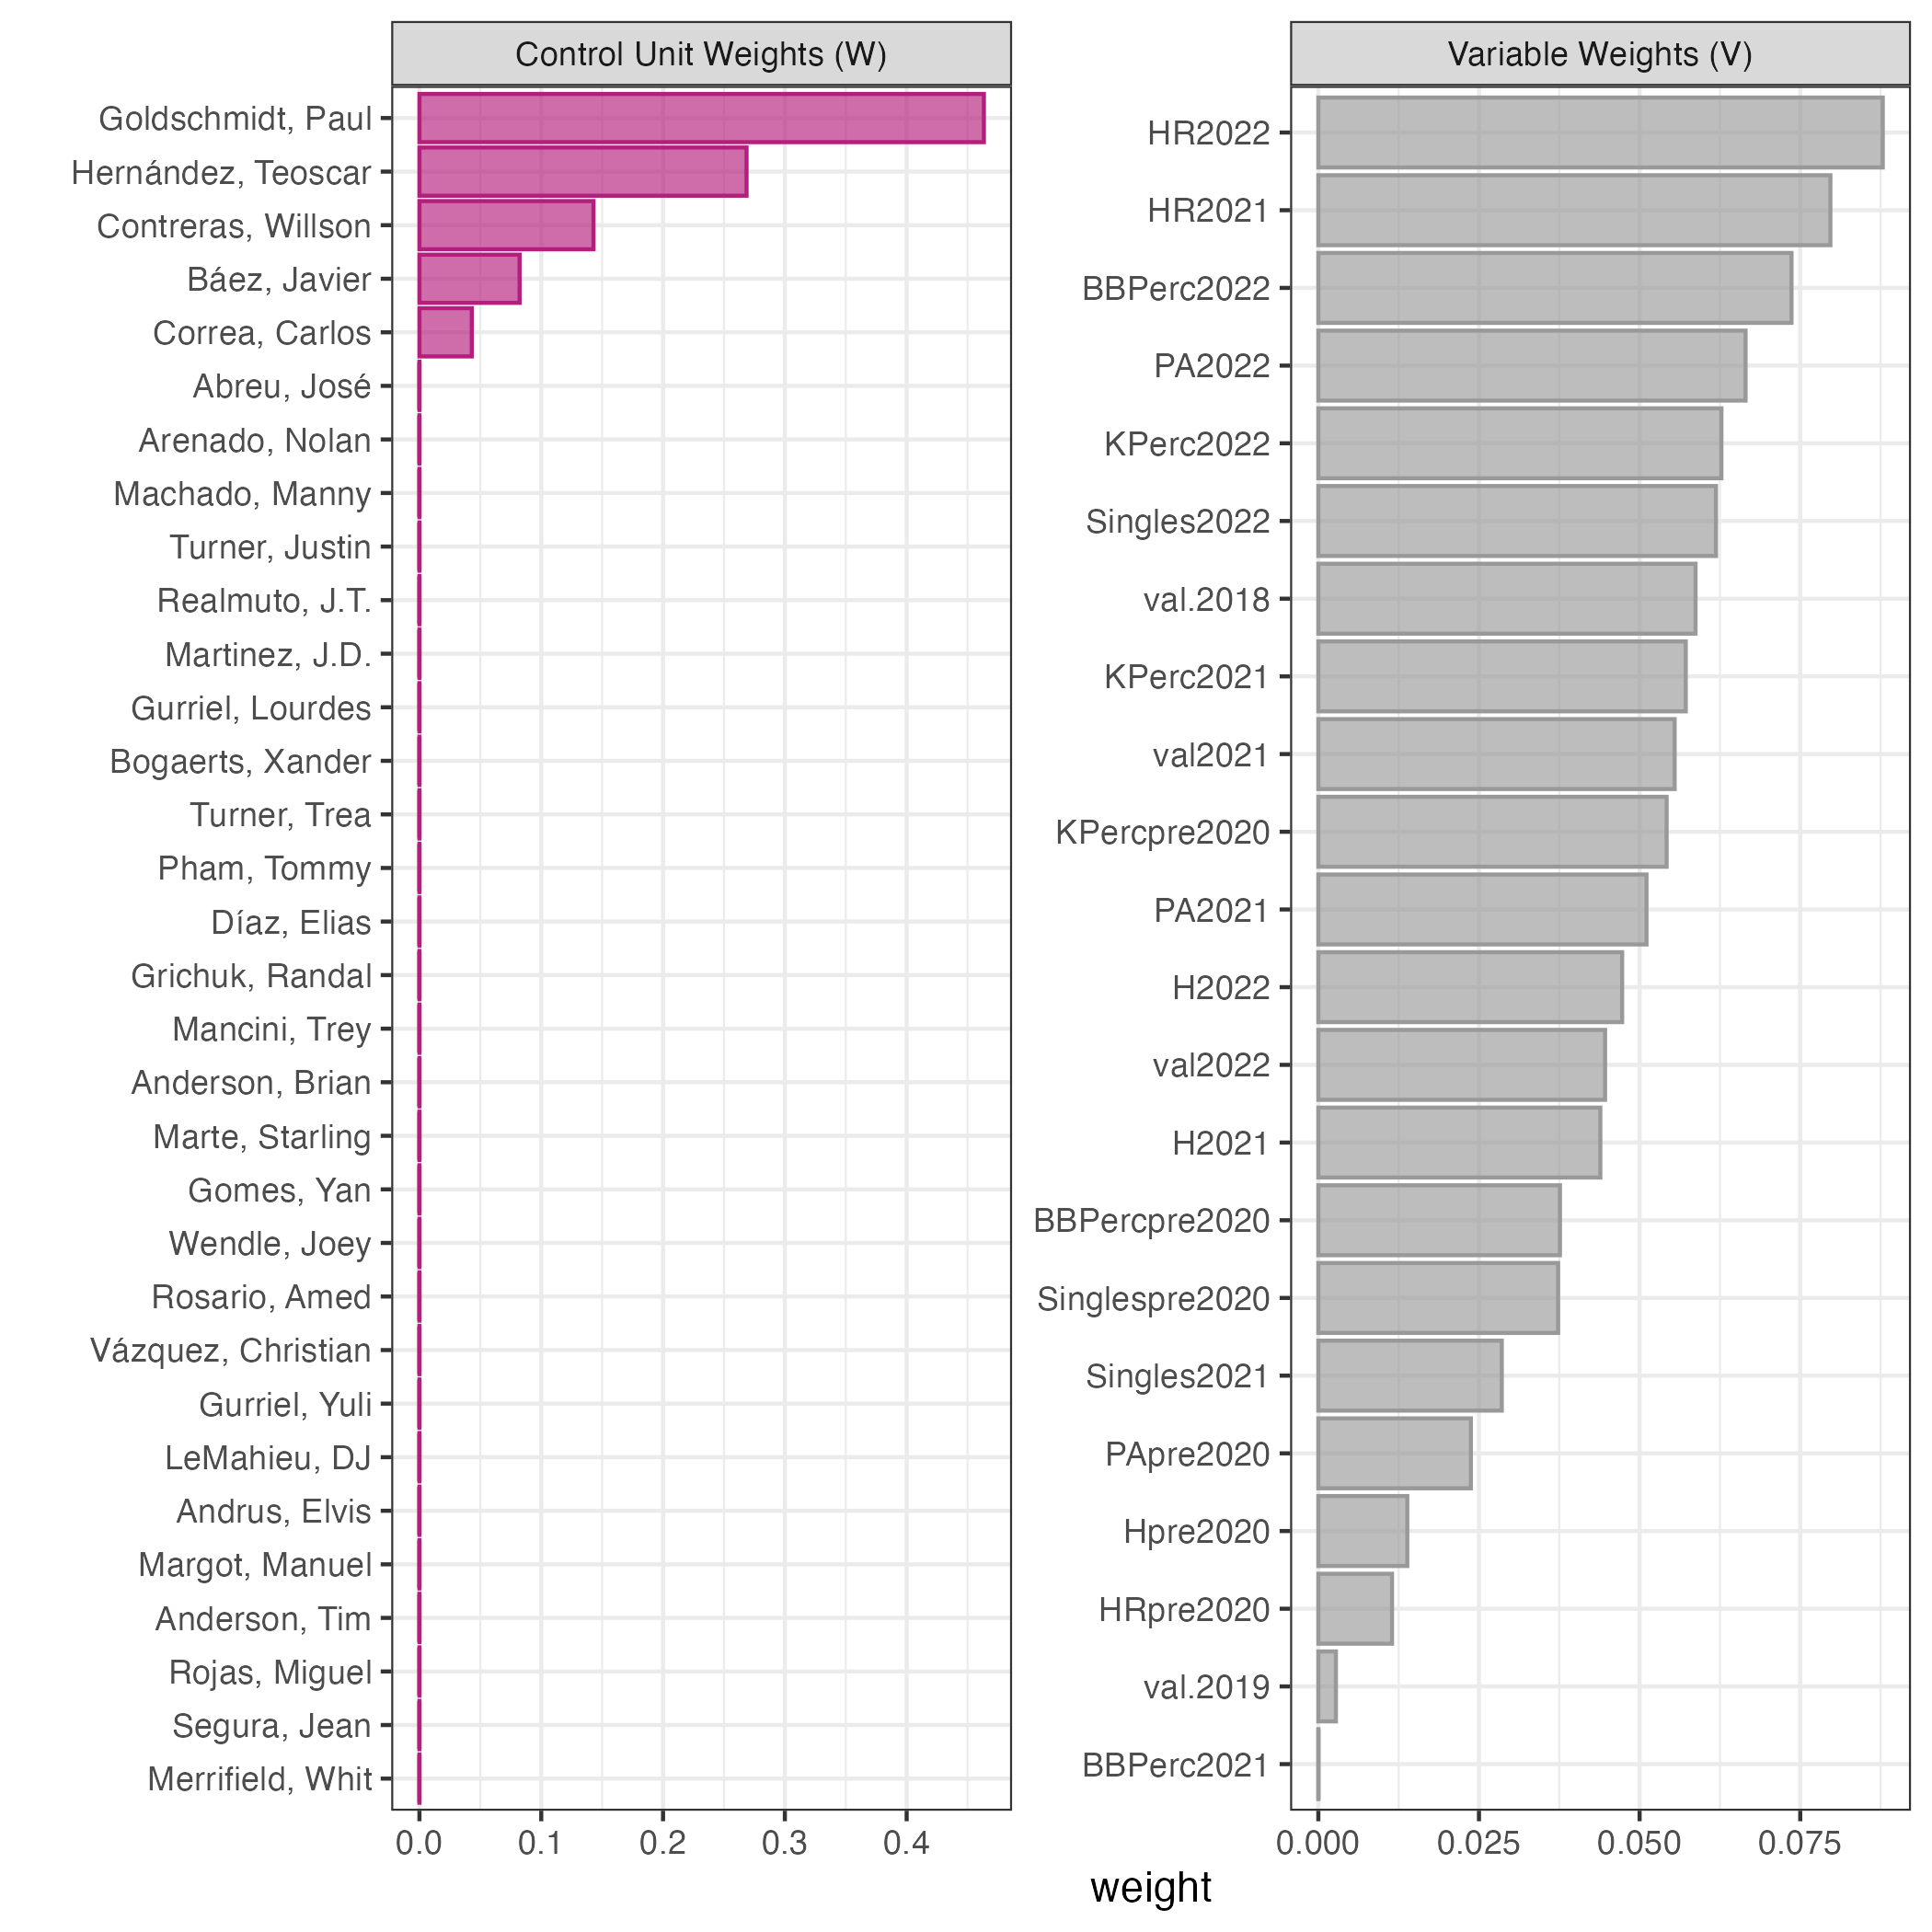 Control Unit Weights (W)
Goldschmidt, Paul
Hernández, Teoscar
Contreras, Willson
Báez, Javier
Correa, Carlos
Abreu, José
Arenado, Nolan
Machado, Manny
Turner, Justin
Realmuto, J.T.
Martinez, J.D.
Gurriel, Lourdes
Bogaerts, Xander
Turner, Trea
Pham, Tommy
Díaz, Elias
Grichuk, Randal
Mancini, Trey
Anderson, Brian
Marte, Starling
Gomes, Yan
Wendle, Joey
Rosario, Amed
Vázquez, Christian
Gurriel, Yuli
LeMahieu, DJ
Andrus, Elvis
Margot, Manuel
Anderson, Tim
Rojas, Miguel
Segura, Jean
Merrifield, Whit
0.0 0.1 0.2 0.3 0.4
Variable Weights (V)
HR2022
HR2021
BBPerc2022
PA2022
KPerc2022
Singles2022
val.2018
KPerc2021
val2021
KPercpre2020
PA2021
H2022
val2022
H2021
BBPercpre2020
Singlespre2020
Singles2021
PApre2020
Hpre2020
HRpre2020
val.2019
BBPerc2021
0.000 0.025 0.050 0.075
weight